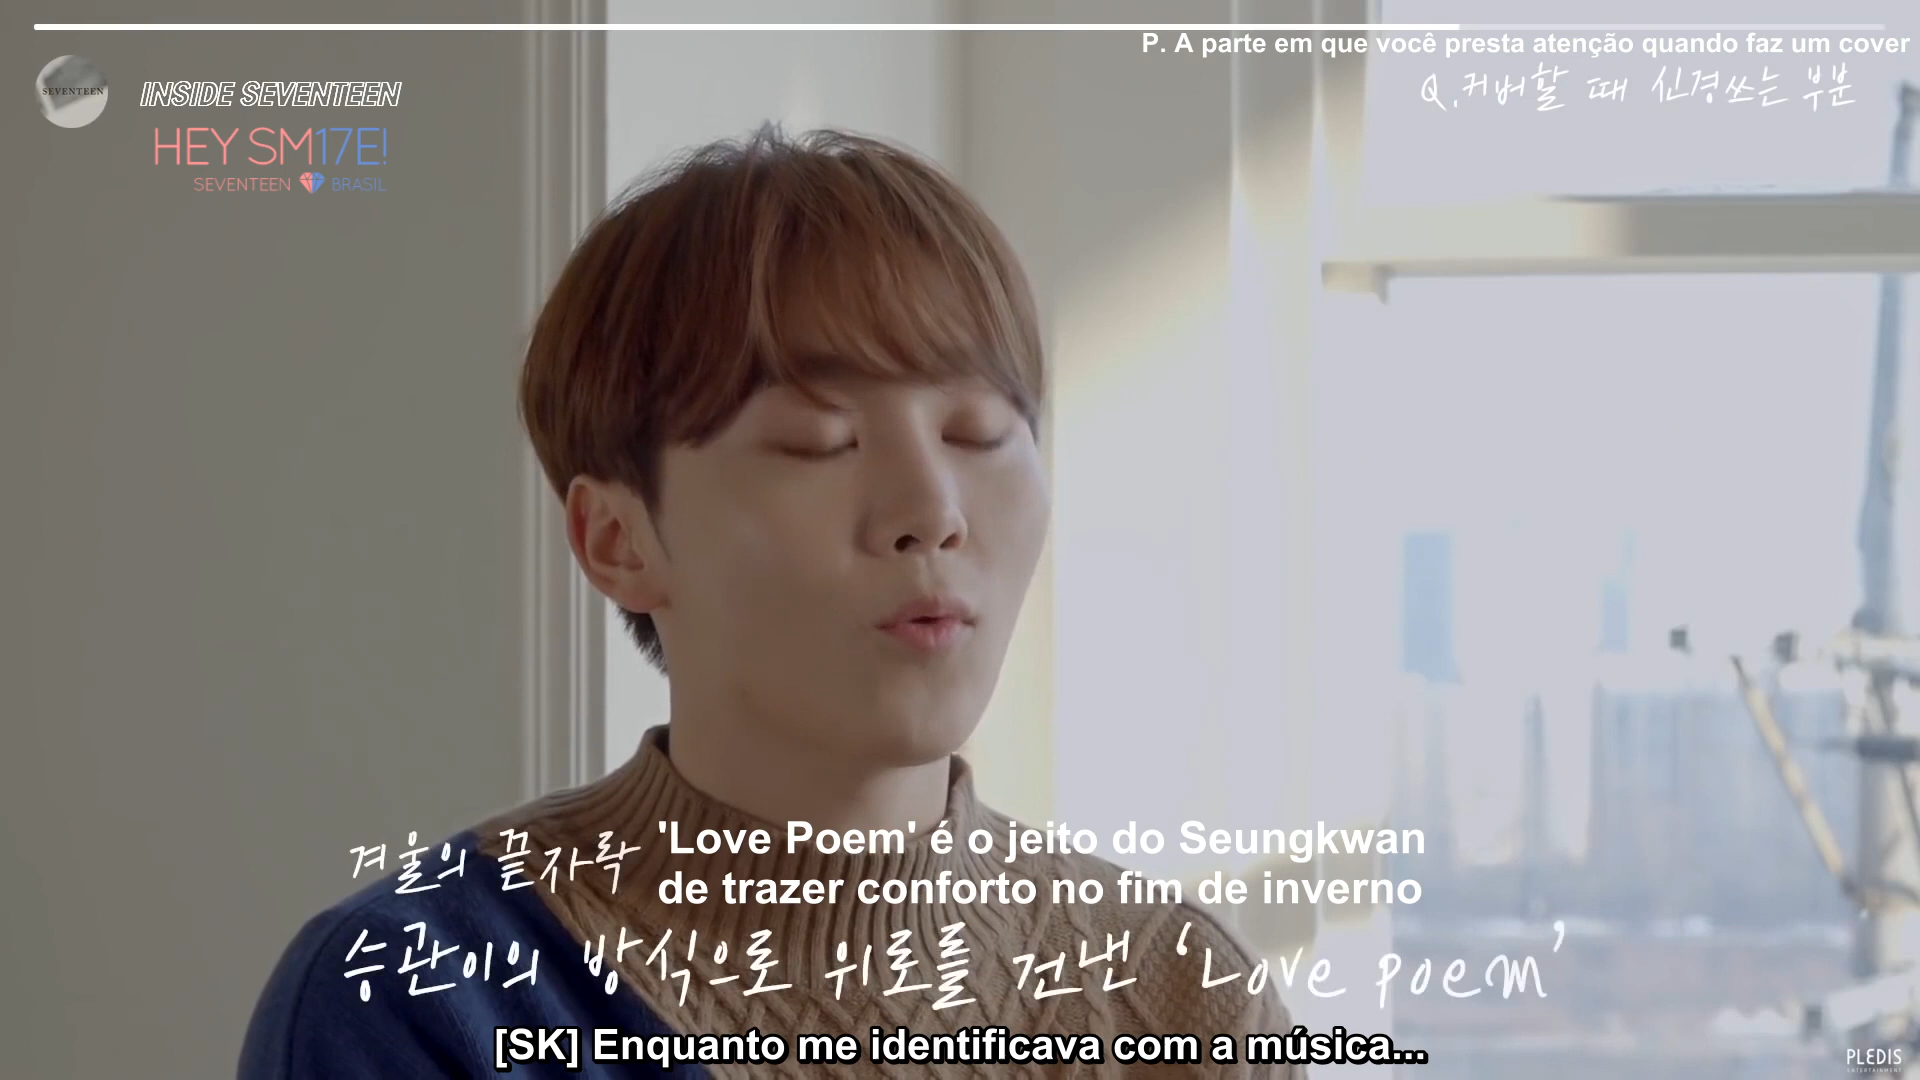 P. A parte em que você presta atenção quando faz um cover
Q.커버할 때 신경쓰는 부분
SEVENTEEN
INSIDE SEVENTEEN
HEY SM17E!
SEVENTEEN BRASIL
겨울의 끝자락
'Love Poem' é o jeito do Seungkwan
de trazer conforto no fim de inverno
승관이의 방식으로 위로를 건낸 'Love poem'
[SK] Enquanto me identificava com a música...
PLEDIS
ENTERTAINMENT